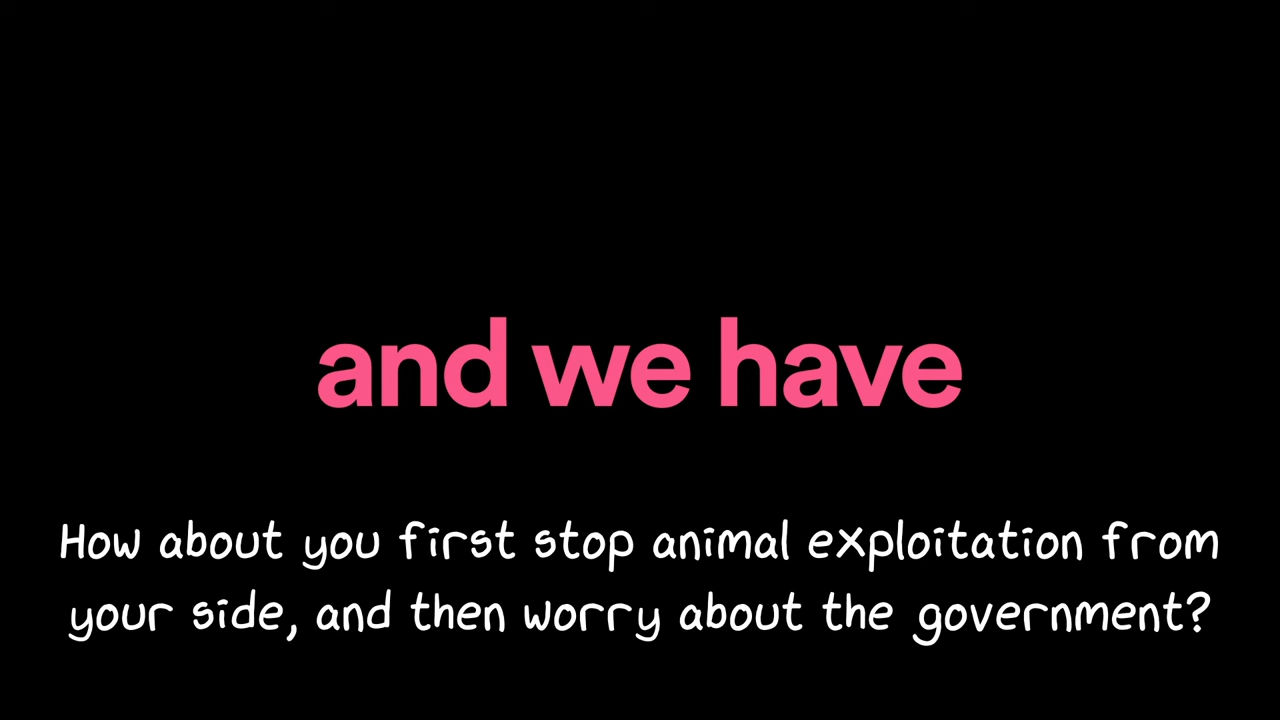 and we have
How about you first stop animal exploitation from
your side, and then worry about the government?